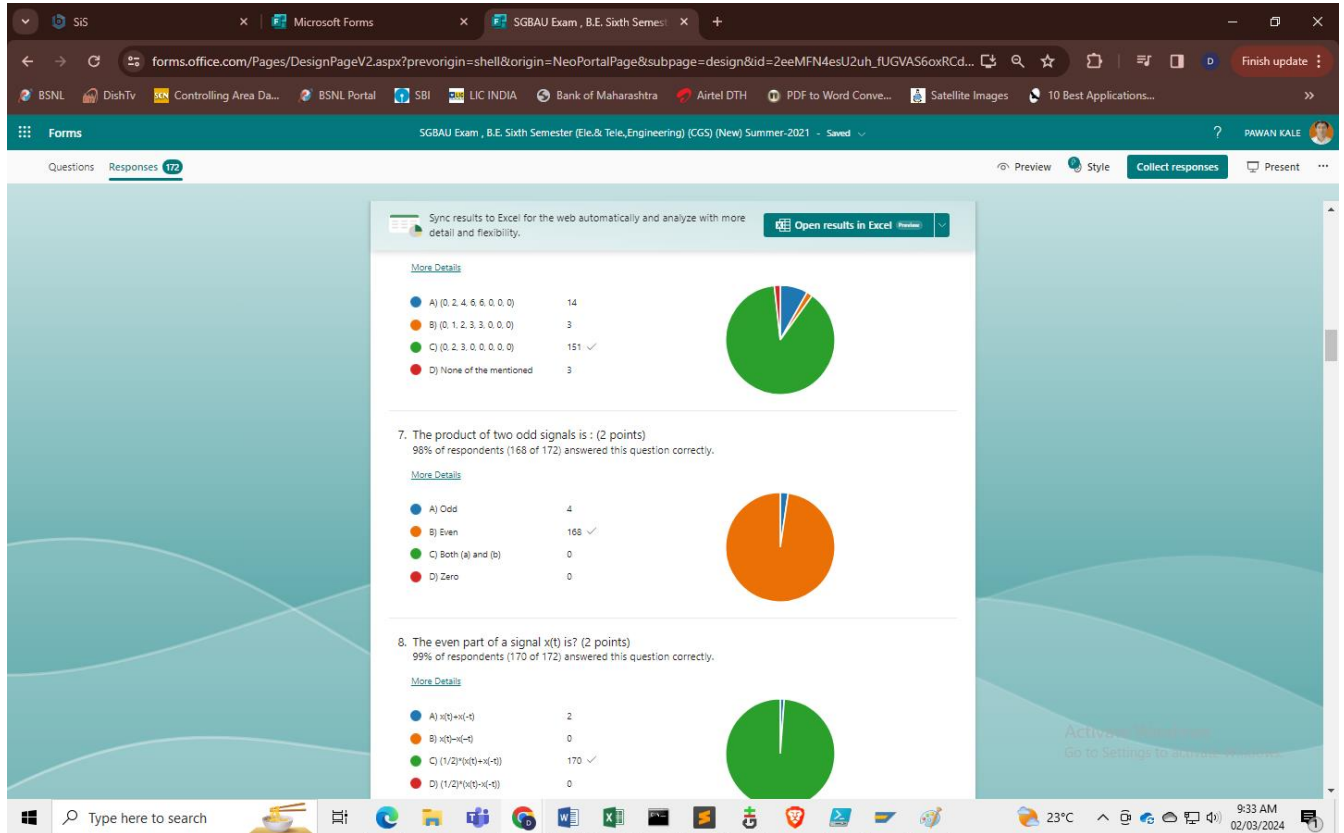 SiS
Microsoft Forms
SGBAU Exam , B.E. Sixth Semest
forms.office.com/Pages/DesignPageV2.aspx?prevorigin=shell&origin=NeoPortalPage&subpage=design&id=2eeMFN4esU2uh_fUGVAS6oxRCd...
D
Finish update
BSNL
DishTv
SCN
Controlling Area Da...
BSNL Portal
SBI
LIC INDIA
Bank of Maharashtra
Airtel DTH
PDF to Word Conve...
Satellite Images
10 Best Applications...
»
Forms
SGBAU Exam , B.E. Sixth Semester (Ele.& Tele.,Engineering) (CGS) (New) Summer-2021 - Saved
?
PAWAN KALE
Questions
Responses 172
Preview
Style
Collect responses
Present
...
Sync results to Excel for the web automatically and analyze with more
detail and flexibility.
Open results in Excel Preview
More Details
A) (0, 2, 4, 6, 6, 0, 0, 0) 14
B) (0, 1, 2, 3, 3, 0, 0, 0) 3
C) (0, 2, 3, 0, 0, 0, 0, 0) 151
D) None of the mentioned 3
7. The product of two odd signals is : (2 points)
98% of respondents (168 of 172) answered this question correctly.
More Details
A) Odd 4
B) Even 168
C) Both (a) and (b) 0
D) Zero 0
8. The even part of a signal x(t) is? (2 points)
99% of respondents (170 of 172) answered this question correctly.
More Details
A) x(t)+x(-t) 2
B) x(t)-x(-t) 0
C) (1/2)*(x(t)+x(-t)) 170
D) (1/2)*(x(t)-x(-t)) 0
Activate Windows
Go to Settings to activate Windows.
Type here to search
23°C
9:33 AM
02/03/2024